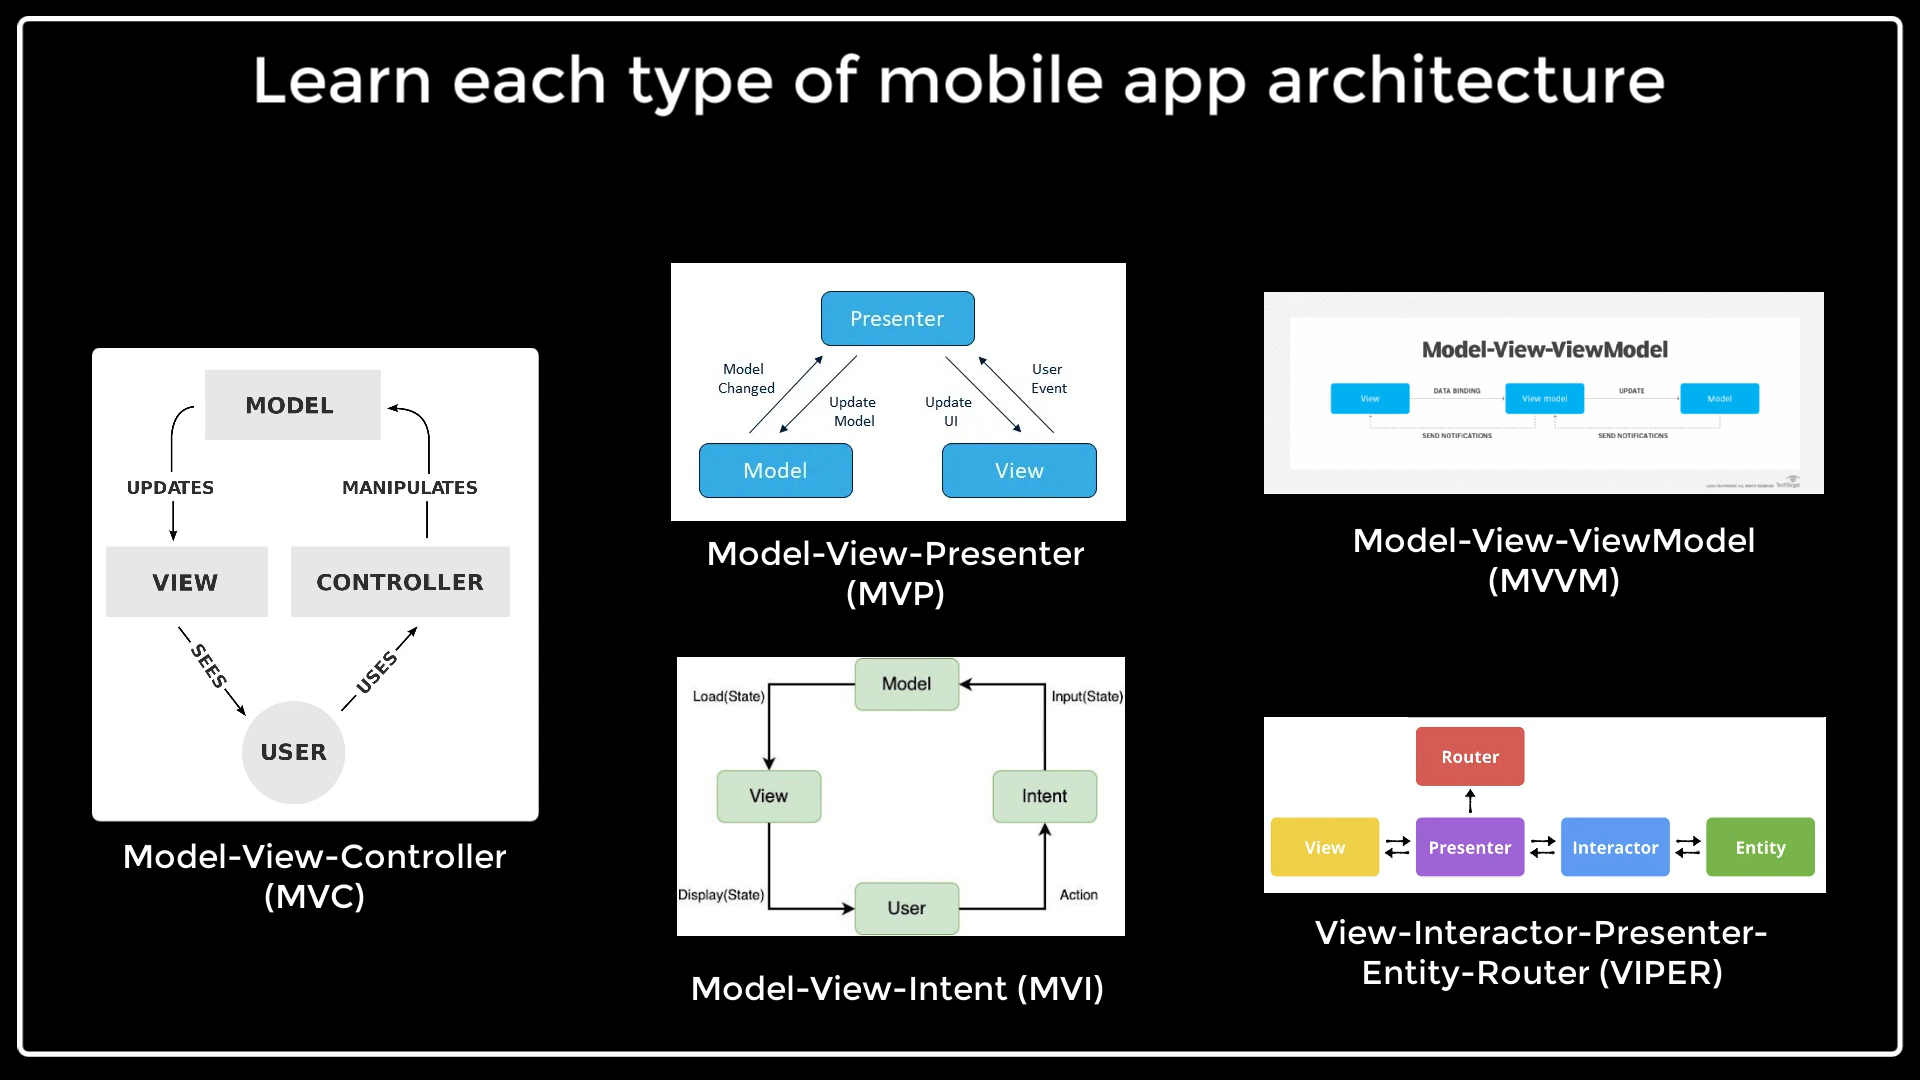 Learn each type of mobile app architecture
MODEL
UPDATES
MANIPULATES
VIEW
CONTROLLER
SEES
USES
USER
Model-View-Controller
(MVC)
Presenter
Model
Changed
Update
Model
Update
UI
User
Event
Model
View
Model-View-Presenter
(MVP)
Model
Load(State)
Input(State)
View
Intent
Display(State)
Action
User
Model-View-Intent (MVI)
Model-View-ViewModel
View
DATA BINDING
View model
UPDATE
Model
SEND NOTIFICATIONS
SEND NOTIFICATIONS
TechTarget
Model-View-ViewModel
(MVVM)
Router
View
Presenter
Interactor
Entity
View-Interactor-Presenter-
Entity-Router (VIPER)